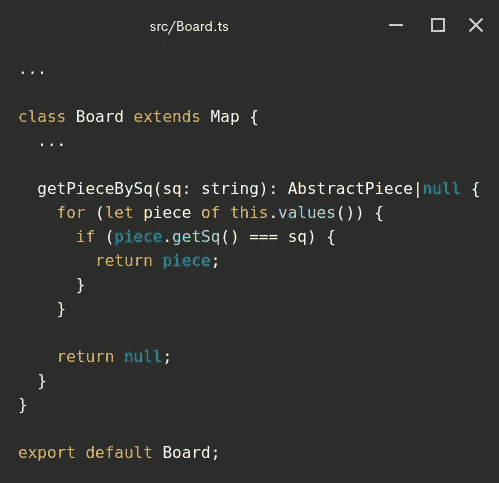 src/Board.ts
...
class Board extends Map {
...
getPieceBySq(sq: string): AbstractPiece|null {
for (let piece of this.values()) {
if (piece.getSq() === sq) {
return piece;
}
}
return null;
}
}
export default Board;